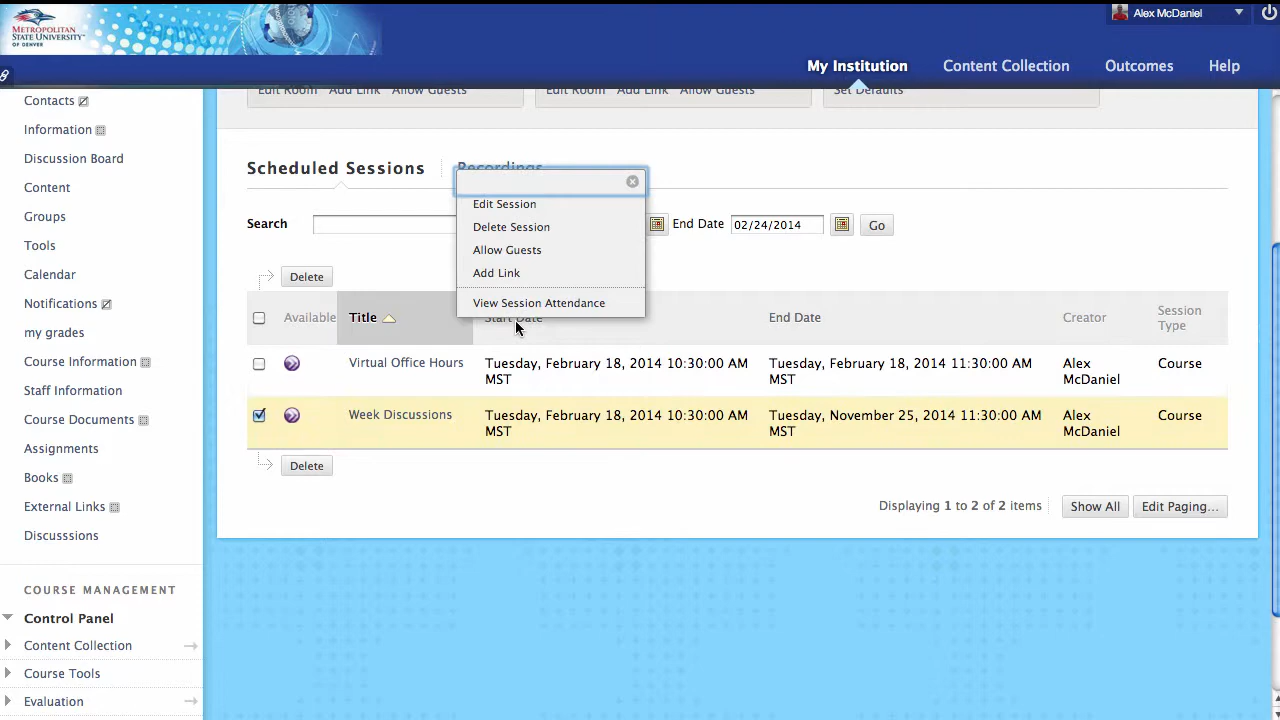 METROPOLITAN
STATE UNIVERSITY™
OF DENVER
Alex McDaniel
My Institution
Content Collection
Outcomes
Help
Edit Room Add Link Allow Guests
Edit Room Add Link Allow Guests
Set Defaults
Contacts
Information
Discussion Board
Content
Groups
Tools
Calendar
Notifications
my grades
Course Information
Staff Information
Course Documents
Assignments
Books
External Links
Discusssions
COURSE MANAGEMENT
Control Panel
Content Collection
Course Tools
Evaluation
Scheduled Sessions
Recordings
Search
End Date 02/24/2014 Go
Edit Session
Delete Session
Allow Guests
Add Link
View Session Attendance
Delete
Available Title Start Date End Date Creator Session
Type
Virtual Office Hours Tuesday, February 18, 2014 10:30:00 AM Tuesday, February 18, 2014 11:30:00 AM Alex Course
MST MST McDaniel
Week Discussions Tuesday, February 18, 2014 10:30:00 AM Tuesday, November 25, 2014 11:30:00 AM Alex Course
MST MST McDaniel
Delete
Displaying 1 to 2 of 2 items Show All Edit Paging...